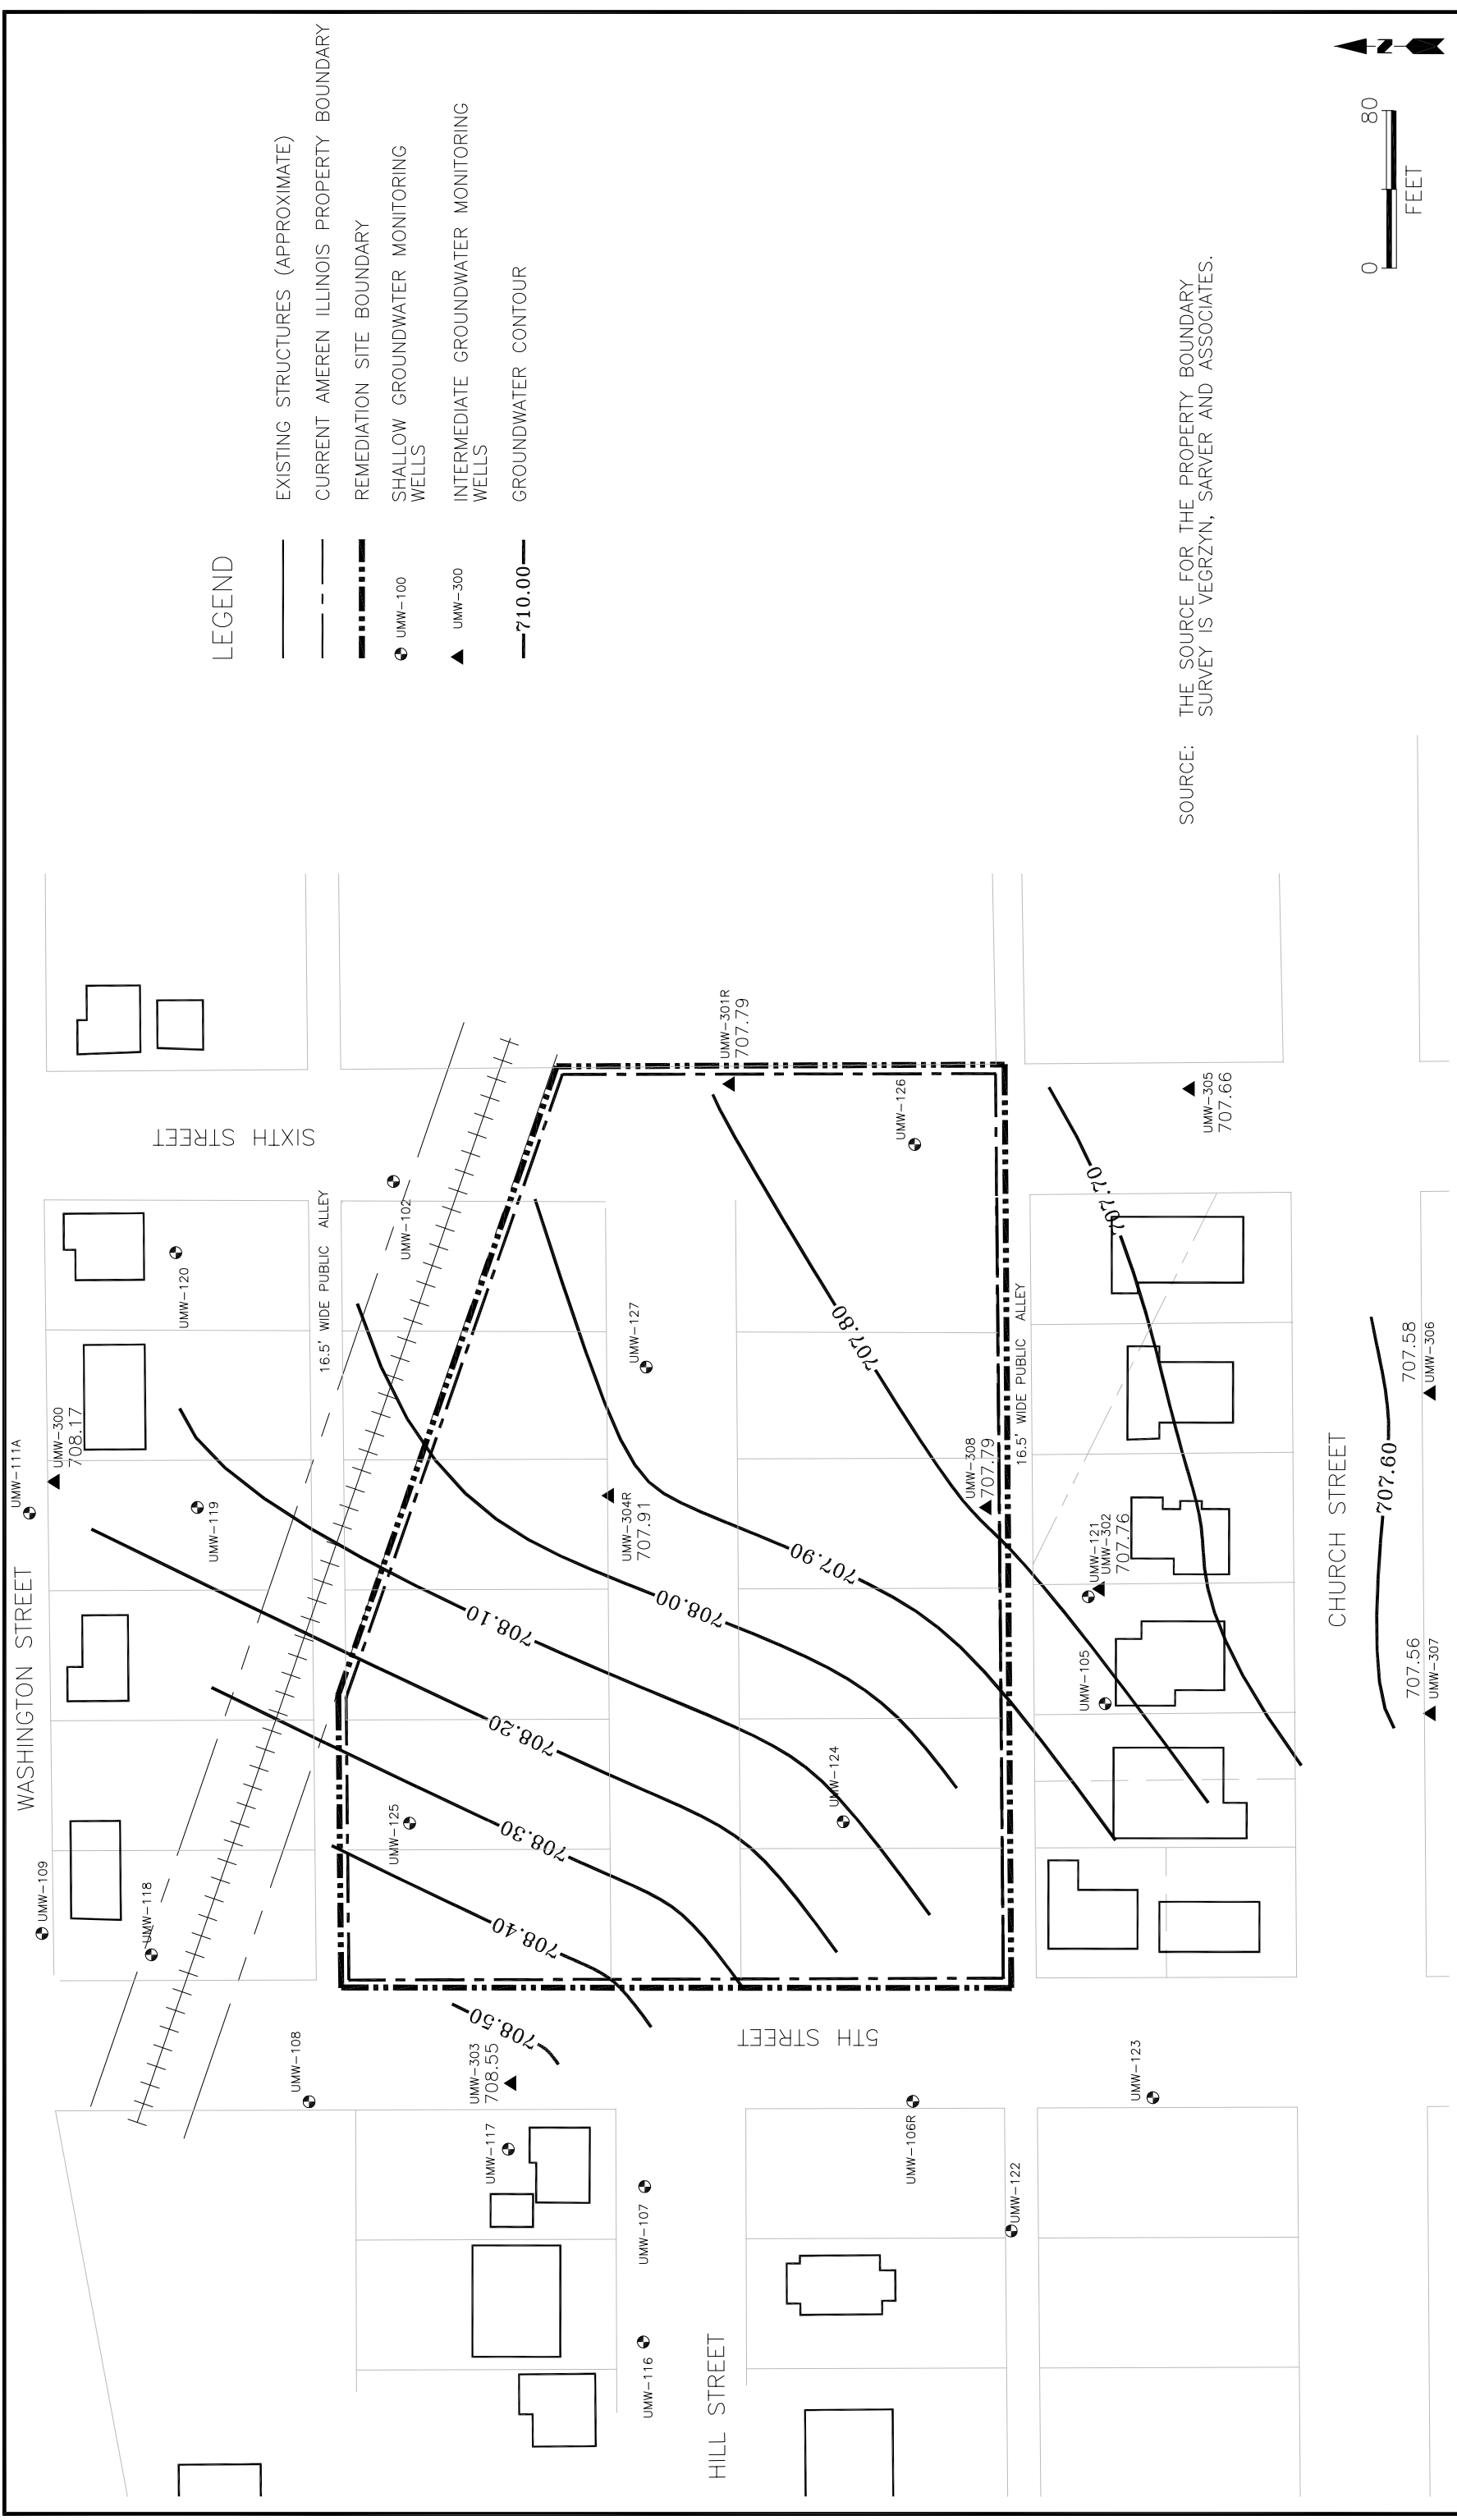 WASHINGTON STREET
UMW-109
UMW-111A
UMW-300
708.17
UMW-118
UMW-119
UMW-120
SIXTH STREET
16.5' WIDE PUBLIC ALLEY
UMW-102
UMW-108
UMW-125
UMW-303
708.55
UMW-117
708.50
708.40
708.30
708.20
708.10
708.00
707.90
707.80
707.70
707.60
UMW-304R
707.91
UMW-127
UMW-301R
707.79
UMW-107
UMW-116
HILL STREET
5TH STREET
UMW-124
UMW-126
UMW-106R
UMW-308
707.79
16.5' WIDE PUBLIC ALLEY
UMW-122
UMW-105
UMW-121
UMW-302
707.76
UMW-123
UMW-305
707.66
CHURCH STREET
707.56
UMW-307
707.58
UMW-306
LEGEND
EXISTING STRUCTURES (APPROXIMATE)
CURRENT AMEREN ILLINOIS PROPERTY BOUNDARY
REMEDIATION SITE BOUNDARY
UMW-100
SHALLOW GROUNDWATER MONITORING
WELLS
UMW-300
INTERMEDIATE GROUNDWATER MONITORING
WELLS
710.00
GROUNDWATER CONTOUR
SOURCE: THE SOURCE FOR THE PROPERTY BOUNDARY
SURVEY IS VEGRZYN, SARVER AND ASSOCIATES.
N
0 80
FEET